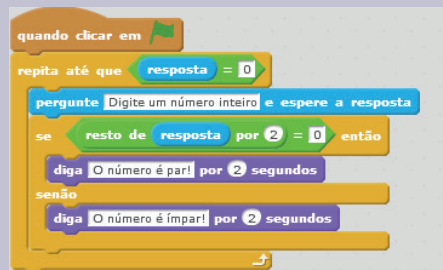 quando clicar em
repita até que resposta = 0
pergunte Digite um número inteiro e espere a resposta
se resto de resposta por 2 = 0 então
diga O número é par! por 2 segundos
senão
diga O número é ímpar! por 2 segundos